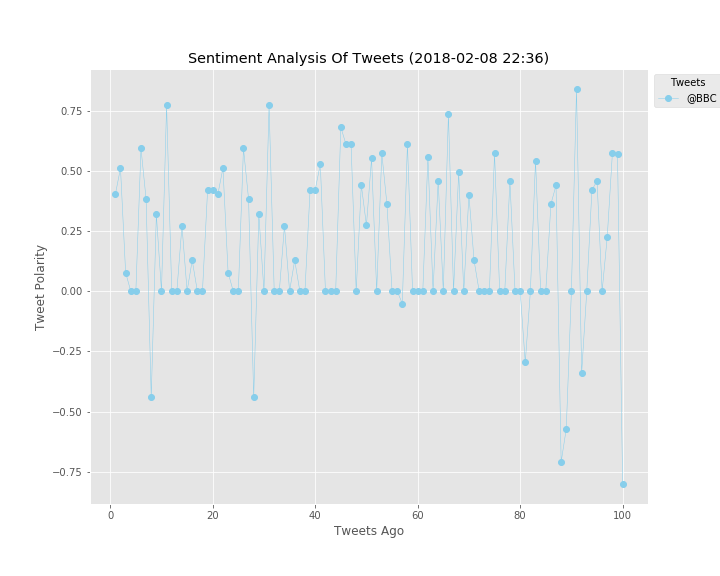 Sentiment Analysis Of Tweets (2018-02-08 22:36)
Tweets
@BBC
Tweet Polarity
0.75
0.50
0.25
0.00
−0.25
−0.50
−0.75
0 20 40 60 80 100
Tweets Ago